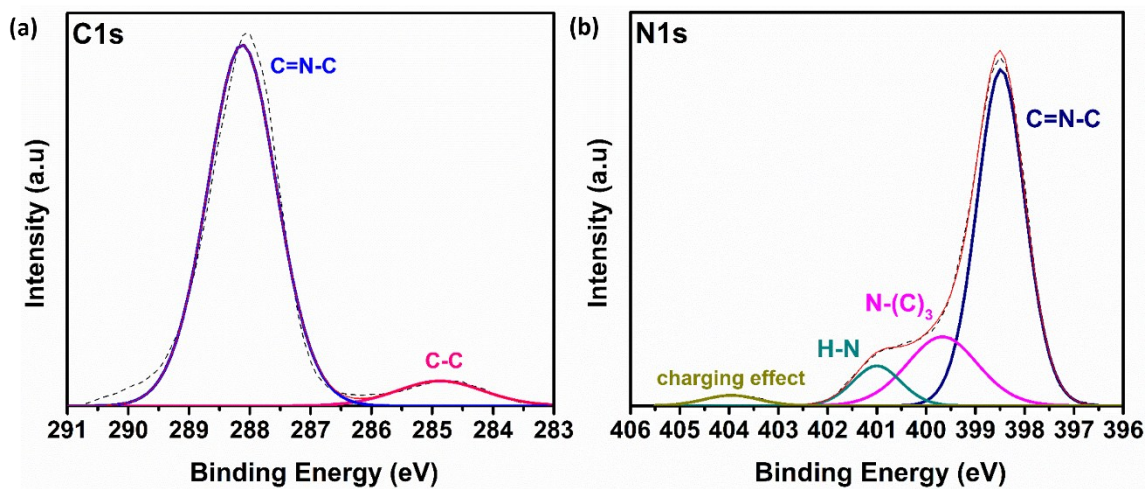 (a)
C1s
C=N-C
C-C
Intensity (a.u)
291 290 289 288 287 286 285 284 283
Binding Energy (eV)
(b)
N1s
C=N-C
N-(C)₃
H-N
charging effect
Intensity (a.u)
406 405 404 403 402 401 400 399 398 397 396
Binding Energy (eV)